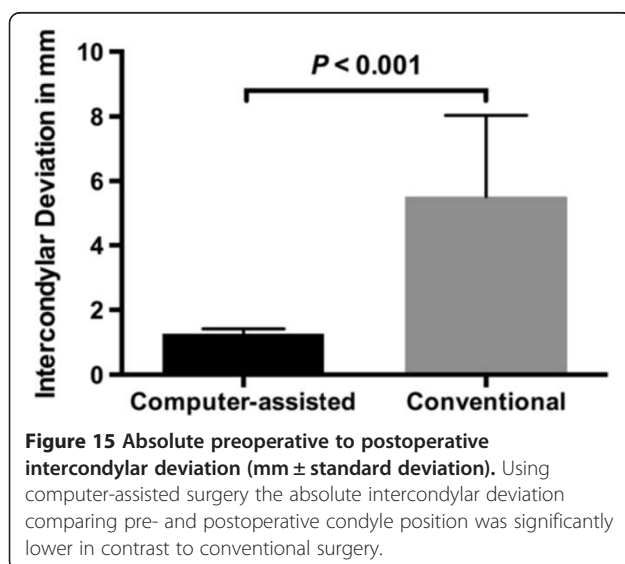 Intercondylar Deviation in mm
10
8
6
4
2
0
P < 0.001
Computer-assisted Conventional
Figure 15 Absolute preoperative to postoperative
intercondylar deviation (mm ± standard deviation). Using
computer-assisted surgery the absolute intercondylar deviation
comparing pre- and postoperative condyle position was significantly
lower in contrast to conventional surgery.